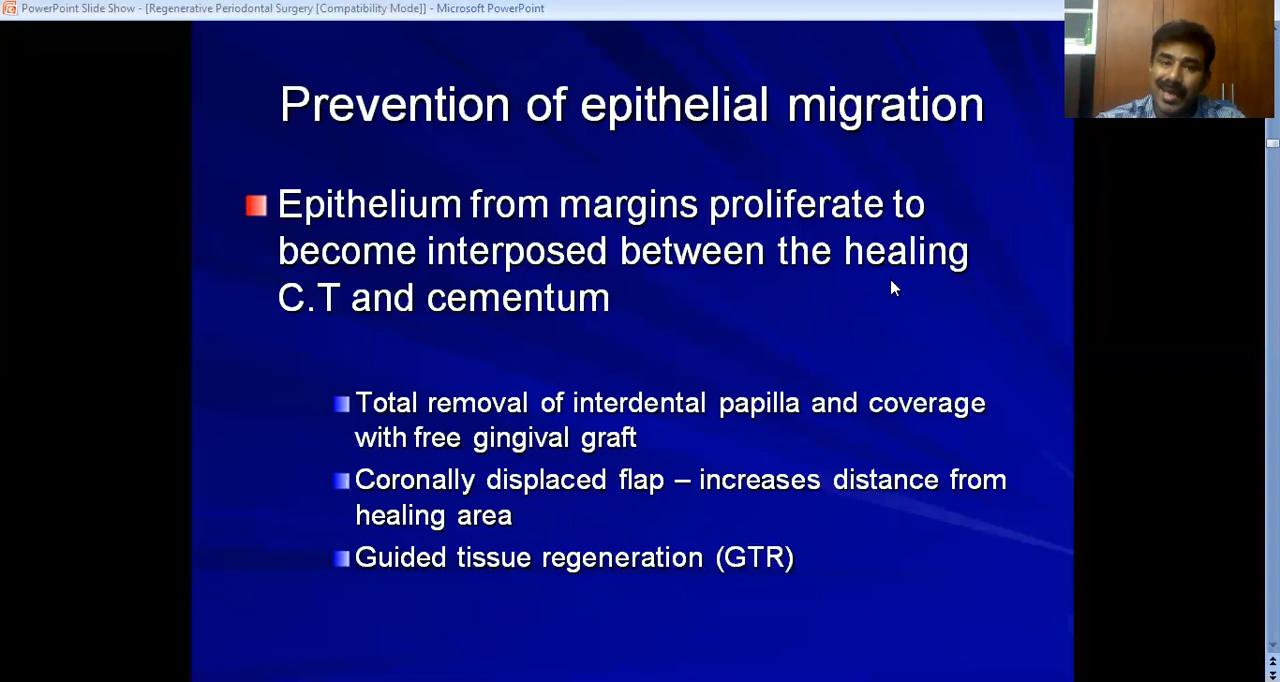 PowerPoint Slide Show - [Regenerative Periodontal Surgery [Compatibility Mode]] - Microsoft PowerPoint
Prevention of epithelial migration
Epithelium from margins proliferate to
become interposed between the healing
C.T and cementum
Total removal of interdental papilla and coverage
with free gingival graft
Coronally displaced flap – increases distance from
healing area
Guided tissue regeneration (GTR)